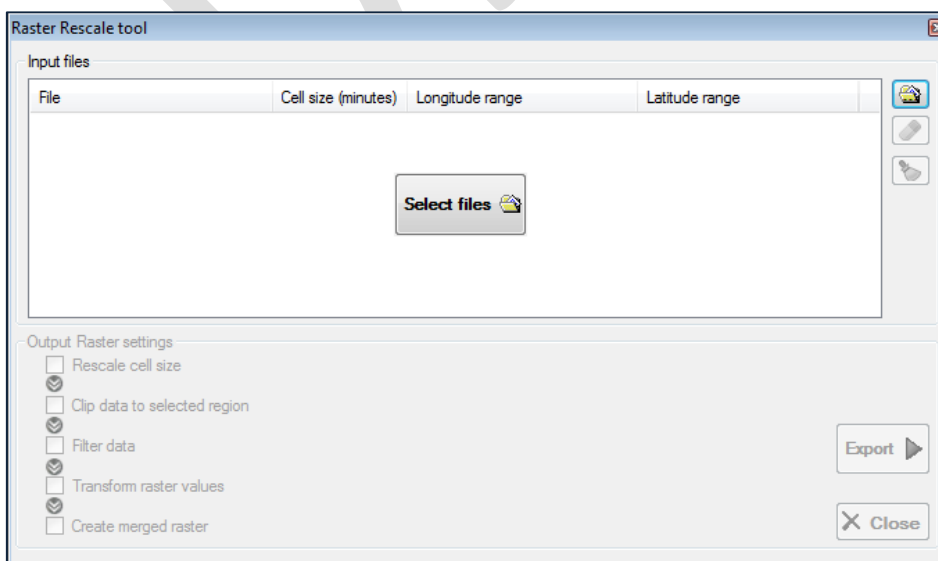 Raster Rescale tool
Input files
File Cell size (minutes) Longitude range Latitude range
Select files
Output Raster settings
Rescale cell size
Clip data to selected region
Filter data
Export
Transform raster values
Create merged raster
Close